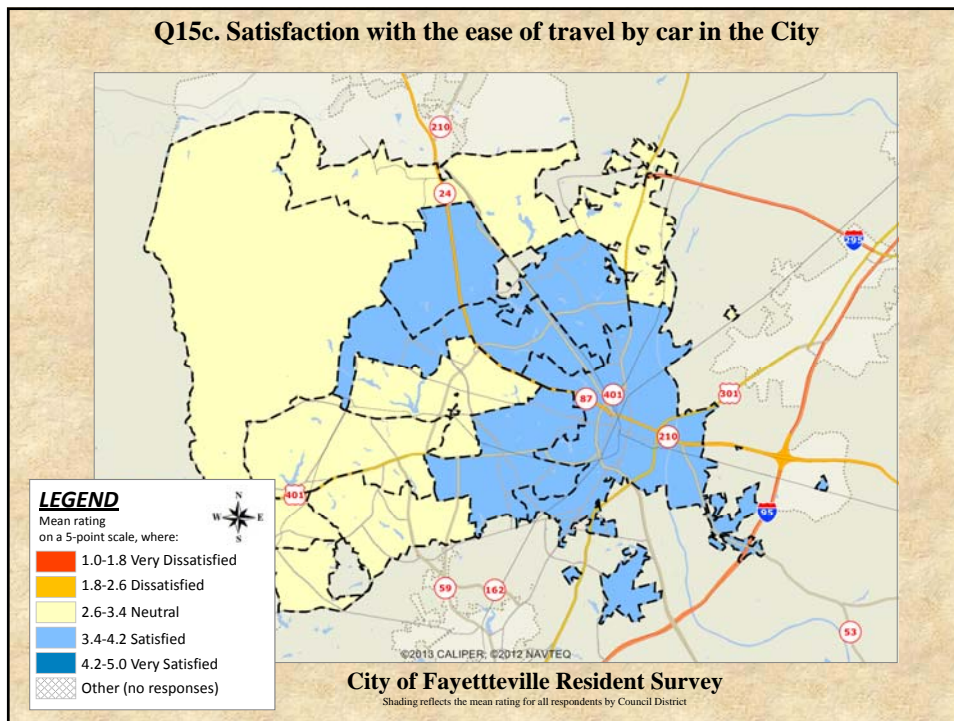 Q15c. Satisfaction with the ease of travel by car in the City
210
24
295
87
401
301
210
401
95
59
162
53
LEGEND
Mean rating
on a 5-point scale, where:
N
W E
S
1.0-1.8 Very Dissatisfied
1.8-2.6 Dissatisfied
2.6-3.4 Neutral
3.4-4.2 Satisfied
4.2-5.0 Very Satisfied
Other (no responses)
©2013 CALIPER; ©2012 NAVTEQ
City of Fayettteville Resident Survey
Shading reflects the mean rating for all respondents by Council District